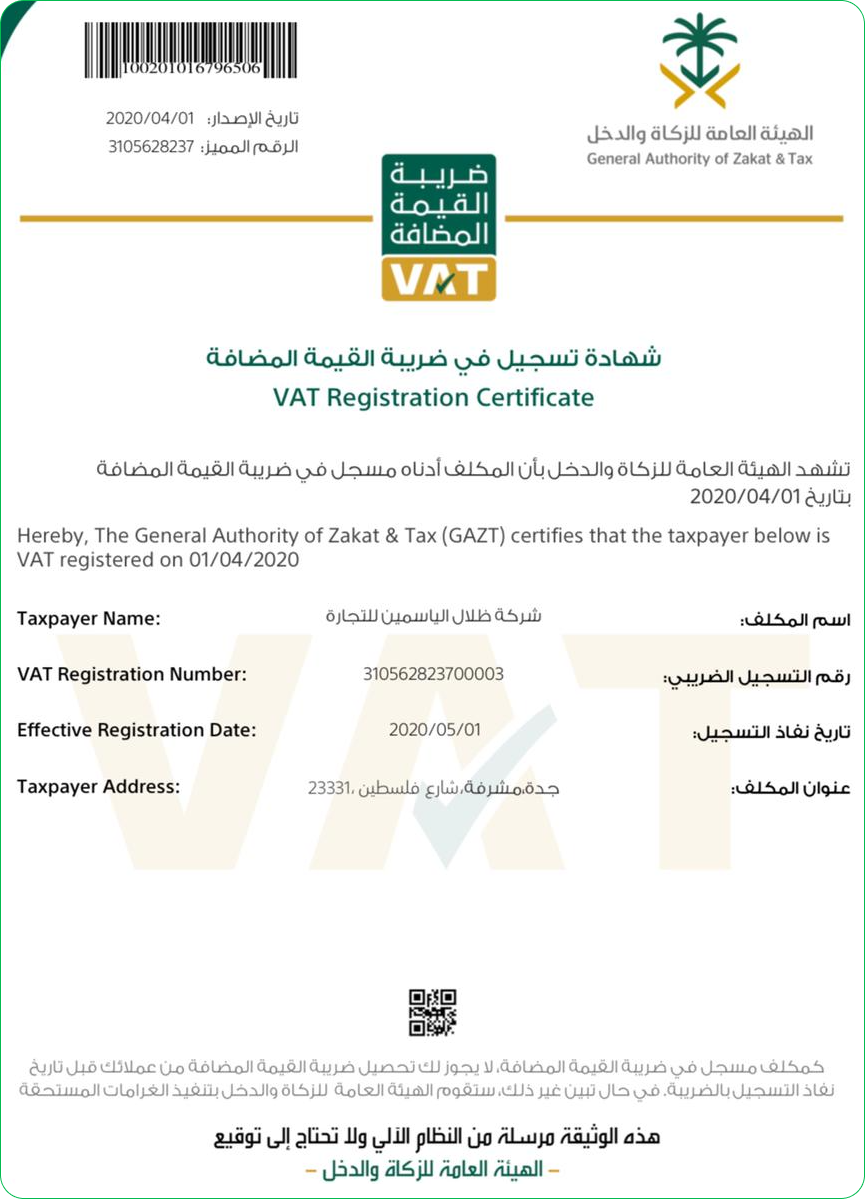 100201016796506
تاريخ الإصدار: 2020/04/01
الرقم المميز: 3105628237
الهيئة العامة للزكاة والدخل
General Authority of Zakat & Tax
ضريبة
القيمة
المضافة
VAT
شهادة تسجيل في ضريبة القيمة المضافة
VAT Registration Certificate
تشهد الهيئة العامة للزكاة والدخل بأن المكلف أدناه مسجل في ضريبة القيمة المضافة
بتاريخ 2020/04/01
Hereby, The General Authority of Zakat & Tax (GAZT) certifies that the taxpayer below is
VAT registered on 01/04/2020
Taxpayer Name: شركة ظلال الياسمين للتجارة اسم المكلف:
VAT Registration Number: 310562823700003 رقم التسجيل الضريبي:
Effective Registration Date: 2020/05/01 تاريخ نفاذ التسجيل:
Taxpayer Address: جدة،مشرفة،شارع فلسطين ،23331 عنوان المكلف:
VAT
كمكلف مسجل في ضريبة القيمة المضافة، لا يجوز لك تحصيل ضريبة القيمة المضافة من عملائك قبل تاريخ
نفاذ التسجيل بالضريبة. في حال تبين غير ذلك، ستقوم الهيئة العامة للزكاة والدخل بتنفيذ الغرامات المستحقة
هذه الوثيقة مرسلة من النظام الآلي ولا تحتاج إلى توقيع
– الهيئة العامة للزكاة والدخل –